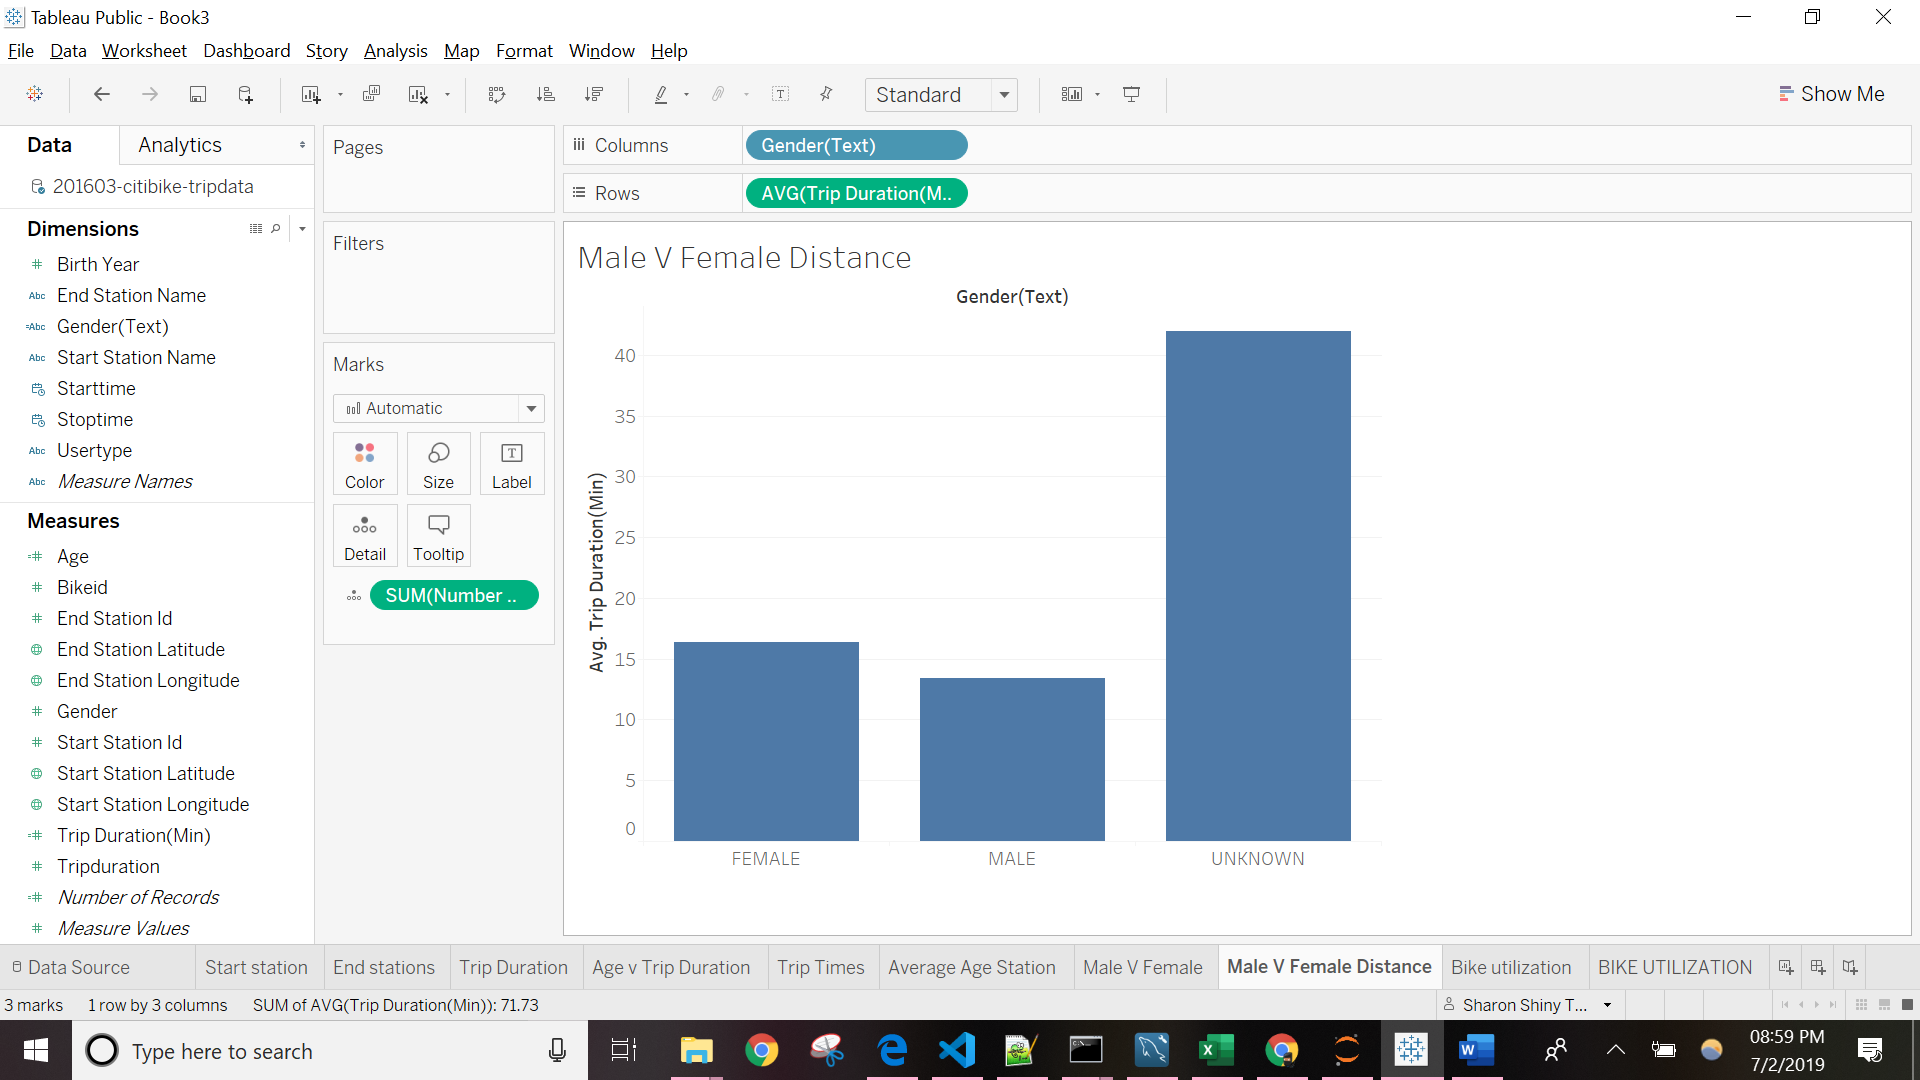 Tableau Public - Book3
File Data Worksheet Dashboard Story Analysis Map Format Window Help
Standard
Show Me
Data Analytics
201603-citibike-tripdata
Dimensions
Birth Year
Abc End Station Name
=Abc Gender(Text)
Abc Start Station Name
Starttime
Stoptime
Abc Usertype
Abc Measure Names
Measures
Age
Bikeid
End Station Id
End Station Latitude
End Station Longitude
Gender
Start Station Id
Start Station Latitude
Start Station Longitude
Trip Duration(Min)
Tripduration
Number of Records
Measure Values
Pages
Filters
Marks
Automatic
Color Size Label
Detail Tooltip
SUM(Number ..
Columns Gender(Text)
Rows AVG(Trip Duration(M..
Male V Female Distance
Gender(Text)
Avg. Trip Duration(Min)
40
35
30
25
20
15
10
5
0
FEMALE MALE UNKNOWN
Data Source Start station End stations Trip Duration Age v Trip Duration Trip Times Average Age Station Male V Female Male V Female Distance Bike utilization BIKE UTILIZATION
3 marks 1 row by 3 columns SUM of AVG(Trip Duration(Min)): 71.73 Sharon Shiny T...
Type here to search
08:59 PM
7/2/2019